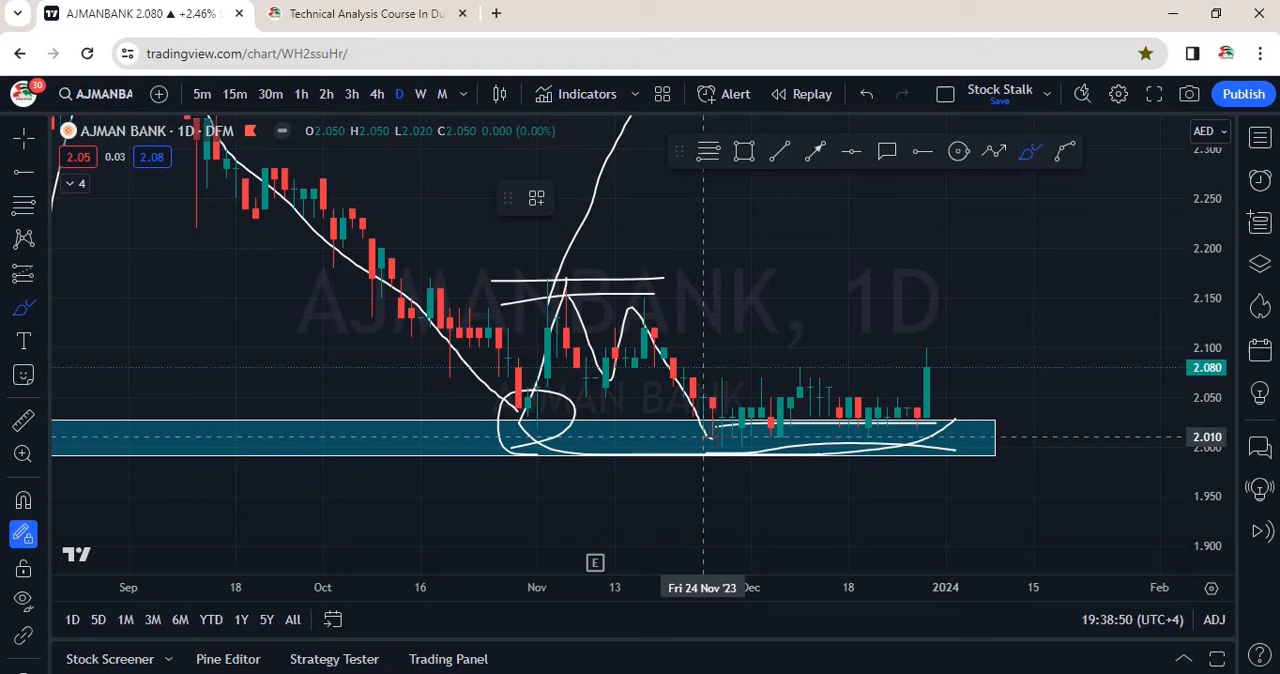 AJMANBANK 2.080 ▲ +2.46%
Technical Analysis Course In Du
tradingview.com/chart/WH2ssuHr/
30
AJMANBA
5m 15m 30m 1h 2h 3h 4h D W M
Indicators
Alert
Replay
Stock Stalk
Save
Publish
AJMAN BANK · 1D · DFM
O2.050 H2.050 L2.020 C2.050 0.000 (0.00%)
AED
2.05 0.03 2.08
4
AJMANBANK, 1D
AJMAN BANK
2.300
2.250
2.200
2.150
2.100
2.080
2.050
2.010
2.000
1.950
1.900
E
Sep 18 Oct 16 Nov 13 Fri 24 Nov '23 Dec 18 2024 15 Feb
1D 5D 1M 3M 6M YTD 1Y 5Y All
19:38:50 (UTC+4) ADJ
Stock Screener Pine Editor Strategy Tester Trading Panel